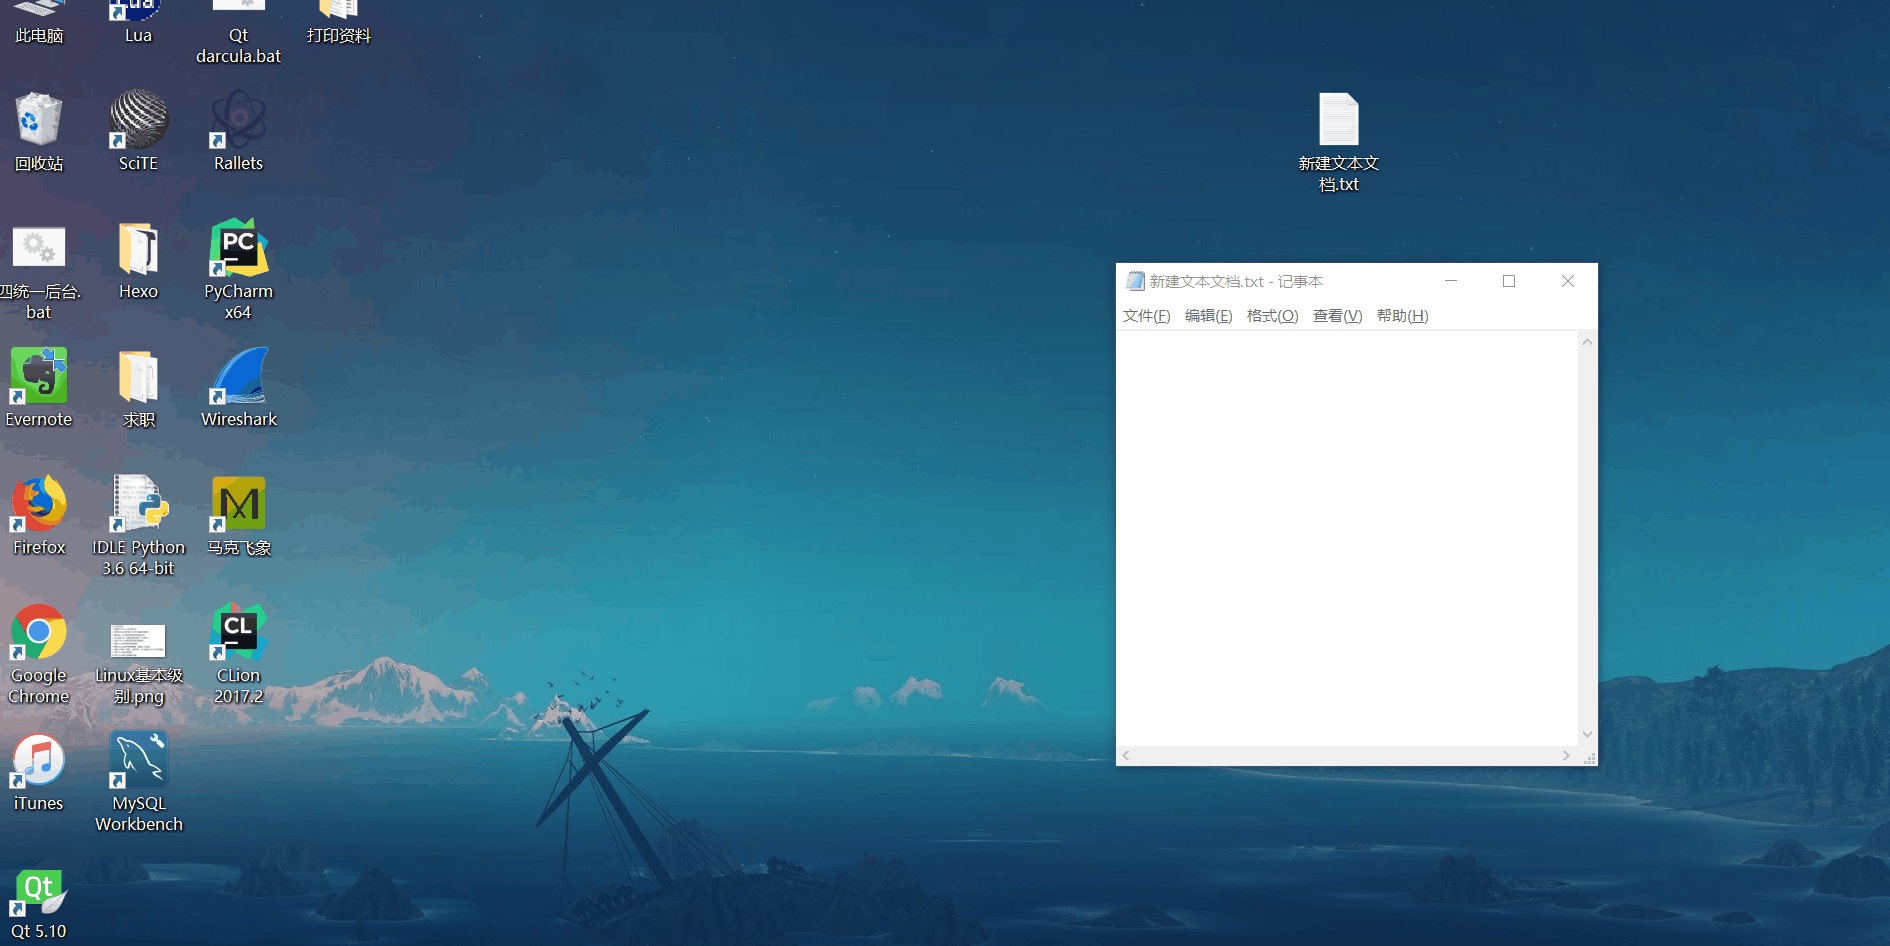 此电脑
Lua
Qt
darcula.bat
打印资料
回收站
SciTE
Rallets
新建文本文
档.txt
四统一后台.
bat
Hexo
PC
PyCharm
x64
新建文本文档.txt - 记事本
文件(F) 编辑(E) 格式(O) 查看(V) 帮助(H)
Evernote
求职
Wireshark
Firefox
IDLE Python
3.6 64-bit
马克飞象
Google
Chrome
Linux基本级
别.png
CL
CLion
2017.2
iTunes
MySQL
Workbench
Qt
Qt 5.10